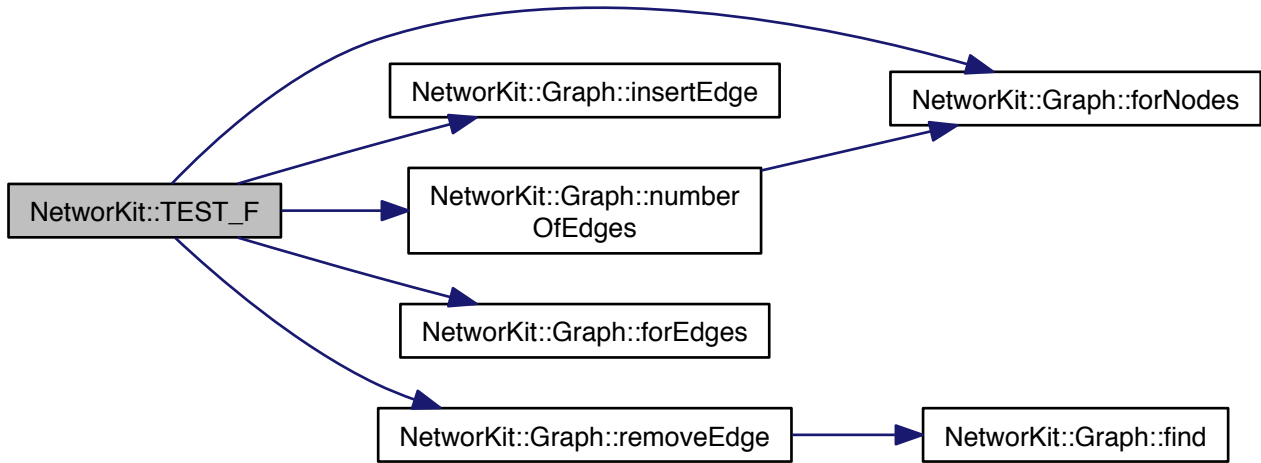 NetworKit::Graph::insertEdge
NetworKit::Graph::forNodes
NetworKit::TEST_F
NetworKit::Graph::number
OfEdges
NetworKit::Graph::forEdges
NetworKit::Graph::removeEdge
NetworKit::Graph::find